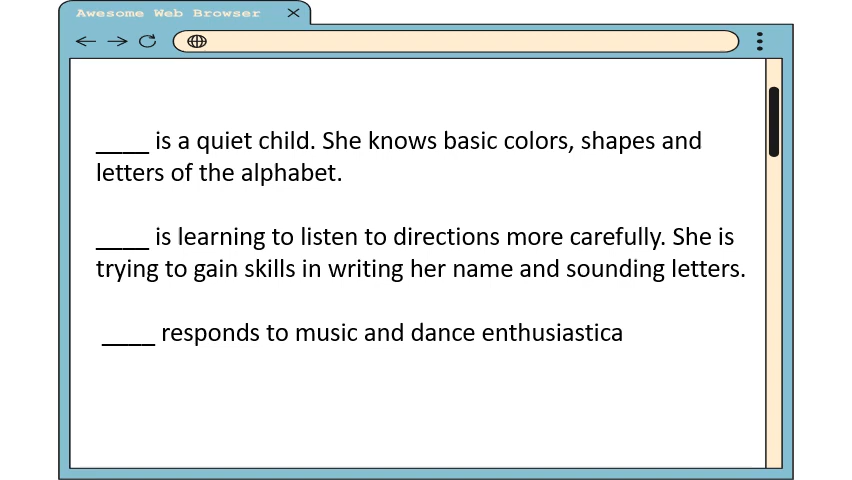 Awesome Web Browser
____ is a quiet child. She knows basic colors, shapes and
letters of the alphabet.
____ is learning to listen to directions more carefully. She is
trying to gain skills in writing her name and sounding letters.
____ responds to music and dance enthusiastica